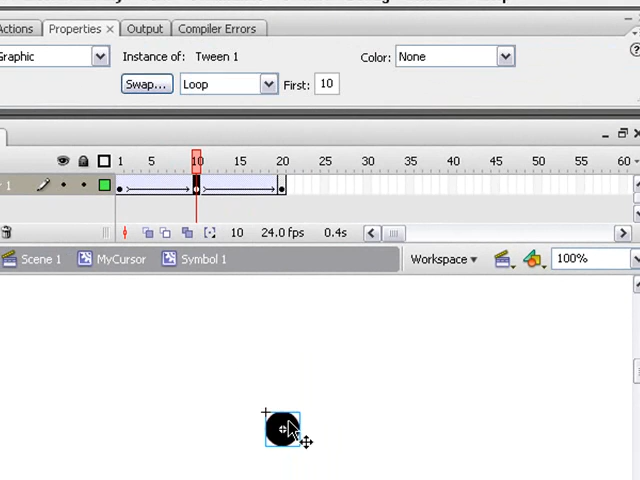 Actions Properties × Output Compiler Errors
Graphic Instance of: Tween 1 Color: None
Swap... Loop First: 10
1 5 10 15 20 25 30 35 40 45 50 55 60
1
10 24.0 fps 0.4s
Scene 1 MyCursor Symbol 1 Workspace 100%